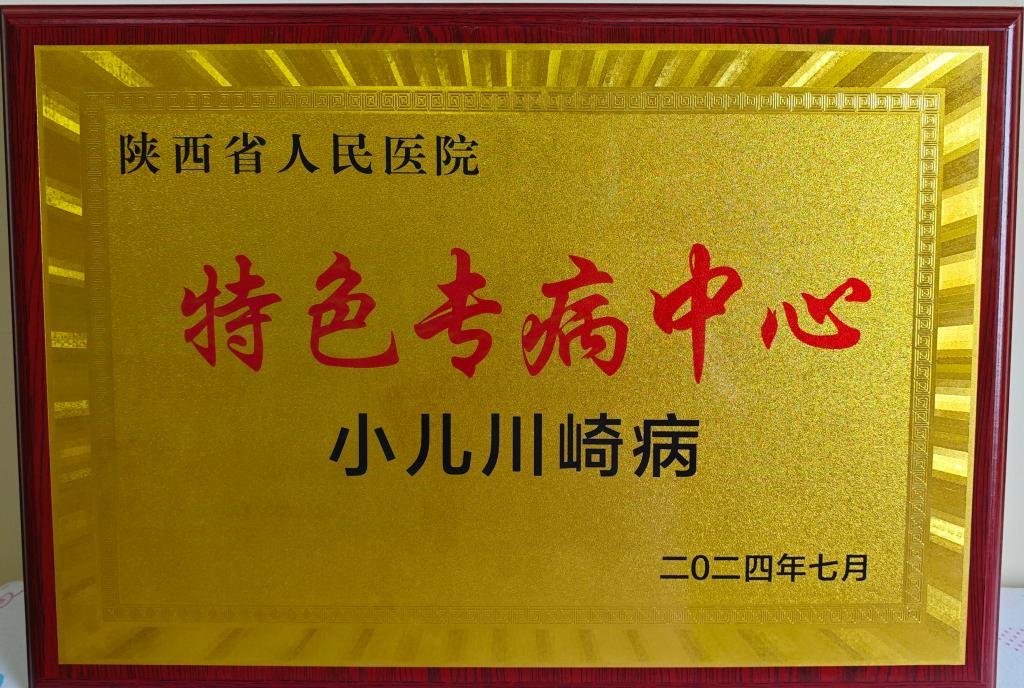 陕西省人民医院
特色专病中心
小儿川崎病
二0二四年七月